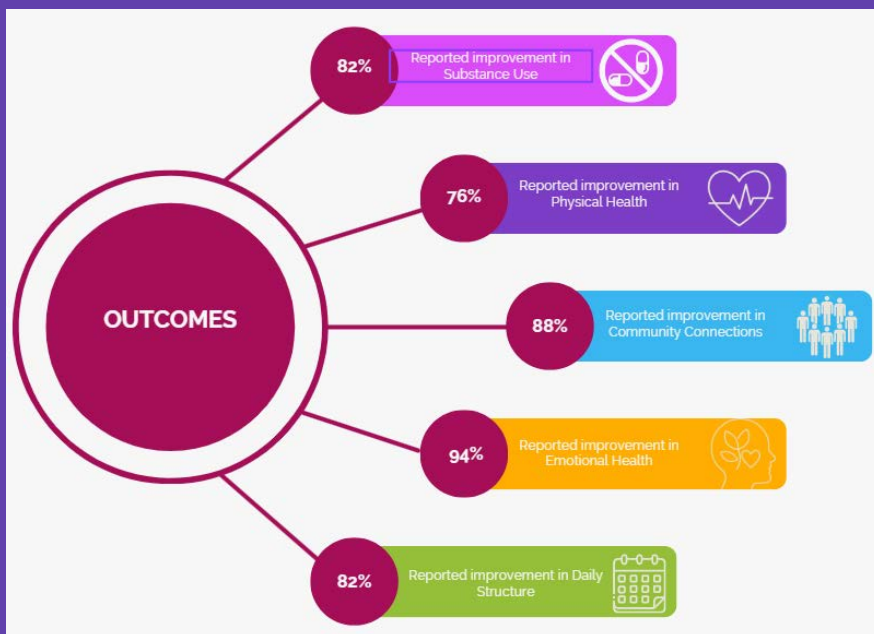 82%
Reported improvement in
Substance Use
76%
Reported improvement in
Physical Health
OUTCOMES
88%
Reported improvement in
Community Connections
94%
Reported improvement in
Emotional Health
82%
Reported improvement in Daily
Structure